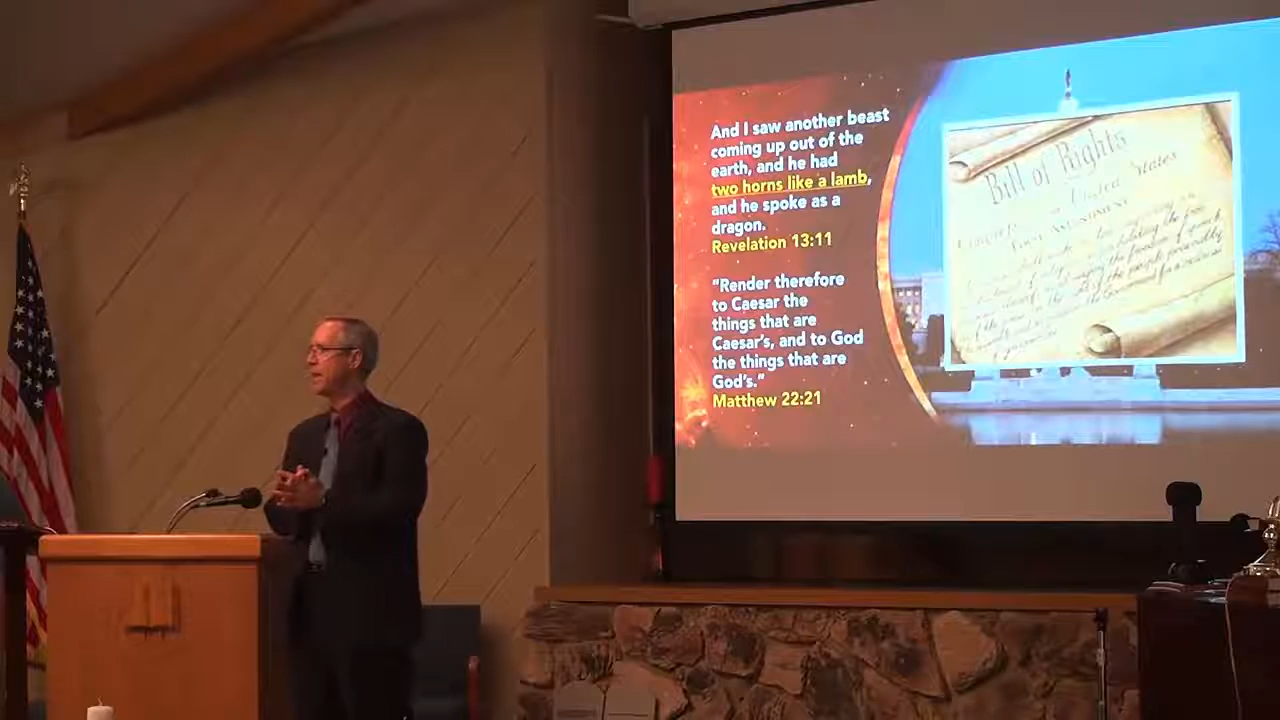 And I saw another beast
coming up out of the
earth, and he had
two horns like a lamb,
and he spoke as a
dragon.
Revelation 13:11
"Render therefore
to Caesar the
things that are
Caesar's, and to God
the things that are
God's."
Matthew 22:21
Bill of Rights
United States